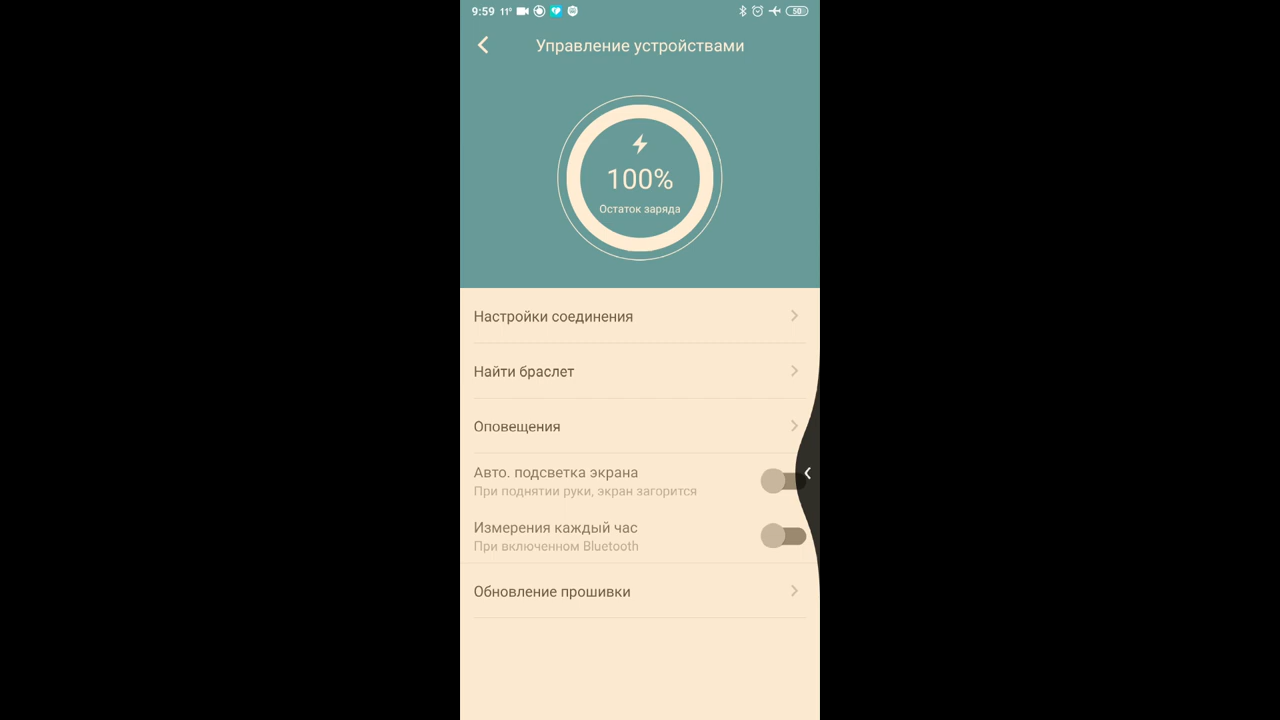 9:59 11° 50
Управление устройствами
100%
Остаток заряда
Настройки соединения
Найти браслет
Оповещения
Авто. подсветка экрана
При поднятии руки, экран загорится
Измерения каждый час
При включенном Bluetooth
Обновление прошивки